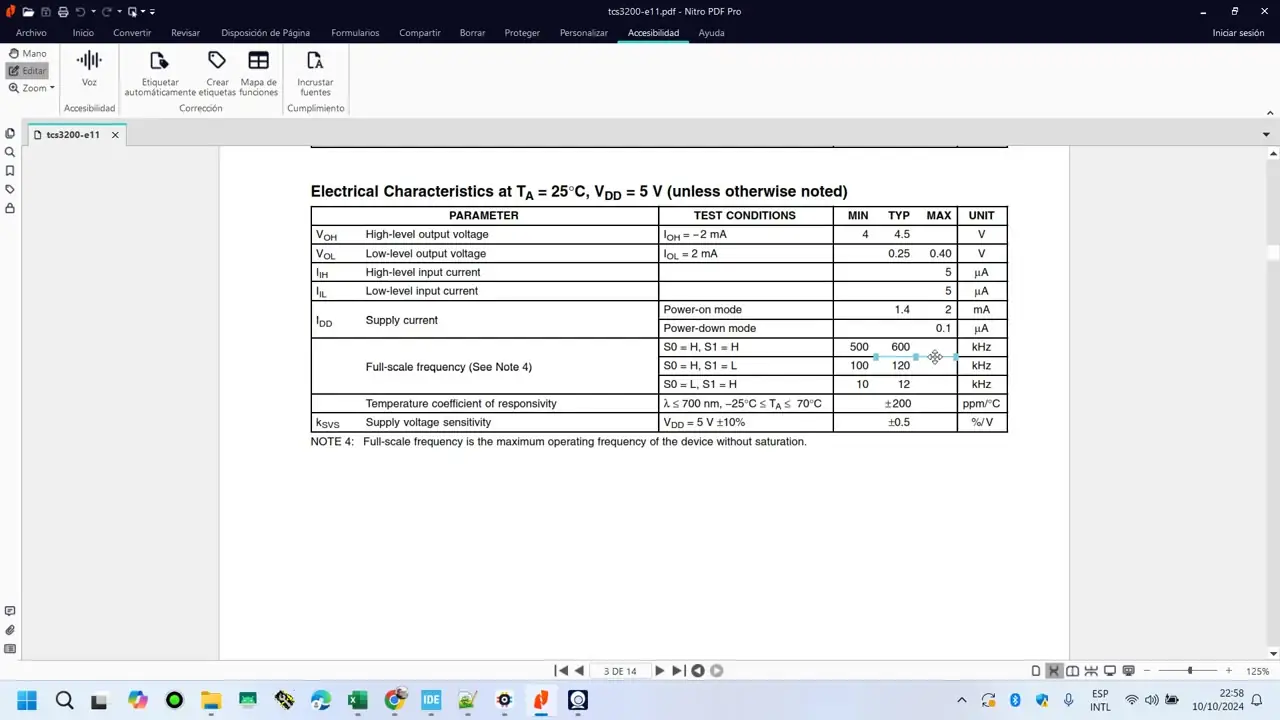 tcs3200-e11.pdf - Nitro PDF Pro
Archivo Inicio Convertir Revisar Disposición de Página Formularios Compartir Borrar Proteger Personalizar Accesibilidad Ayuda Iniciar sesión
Mano
Editar
Zoom
Voz
Etiquetar automáticamente
Crear etiquetas
Mapa de funciones
Incrustar fuentes
Accesibilidad Corrección Cumplimiento
tcs3200-e11
Electrical Characteristics at TA = 25°C, VDD = 5 V (unless otherwise noted)
PARAMETER TEST CONDITIONS MIN TYP MAX UNIT
VOH High-level output voltage IOH = −2 mA 4 4.5 V
VOL Low-level output voltage IOL = 2 mA 0.25 0.40 V
IIH High-level input current 5 μA
IIL Low-level input current 5 μA
IDD Supply current Power-on mode 1.4 2 mA
Power-down mode 0.1 μA
Full-scale frequency (See Note 4) S0 = H, S1 = H 500 600 kHz
S0 = H, S1 = L 100 120 kHz
S0 = L, S1 = H 10 12 kHz
Temperature coefficient of responsivity λ ≤ 700 nm, −25°C ≤ TA ≤ 70°C ±200 ppm/°C
kSVS Supply voltage sensitivity VDD = 5 V ±10% ±0.5 %/V
NOTE 4: Full-scale frequency is the maximum operating frequency of the device without saturation.
3 DE 14
125%
IDE
ESP
INTL
22:58
10/10/2024